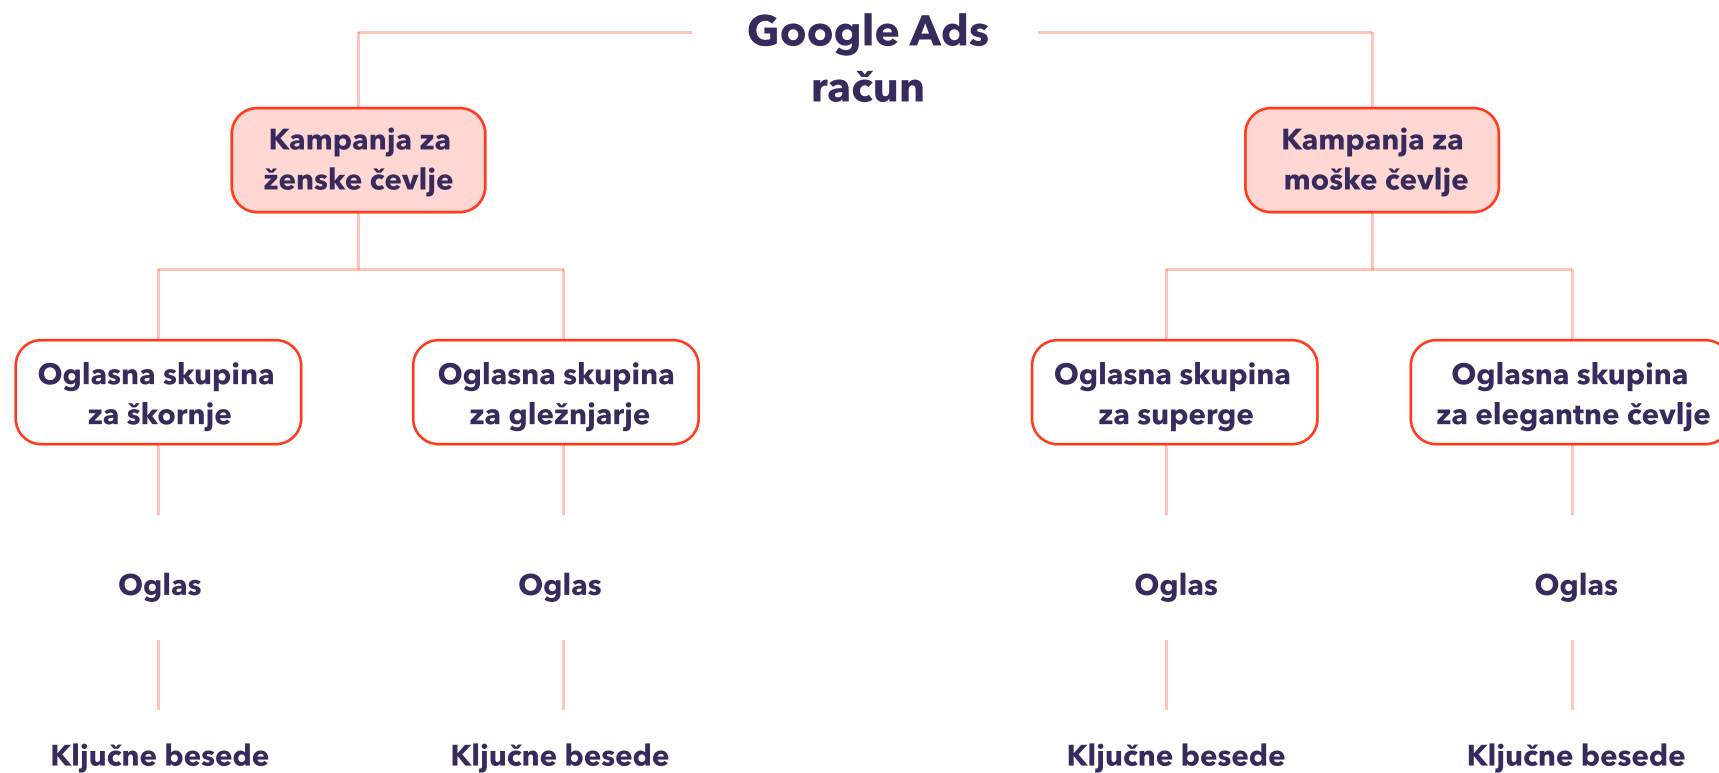 Google Ads
račun
Kampanja za
ženske čevlje
Kampanja za
moške čevlje
Oglasna skupina
za škornje
Oglasna skupina
za gležnjarje
Oglasna skupina
za superge
Oglasna skupina
za elegantne čevlje
Oglas
Oglas
Oglas
Oglas
Ključne besede
Ključne besede
Ključne besede
Ključne besede